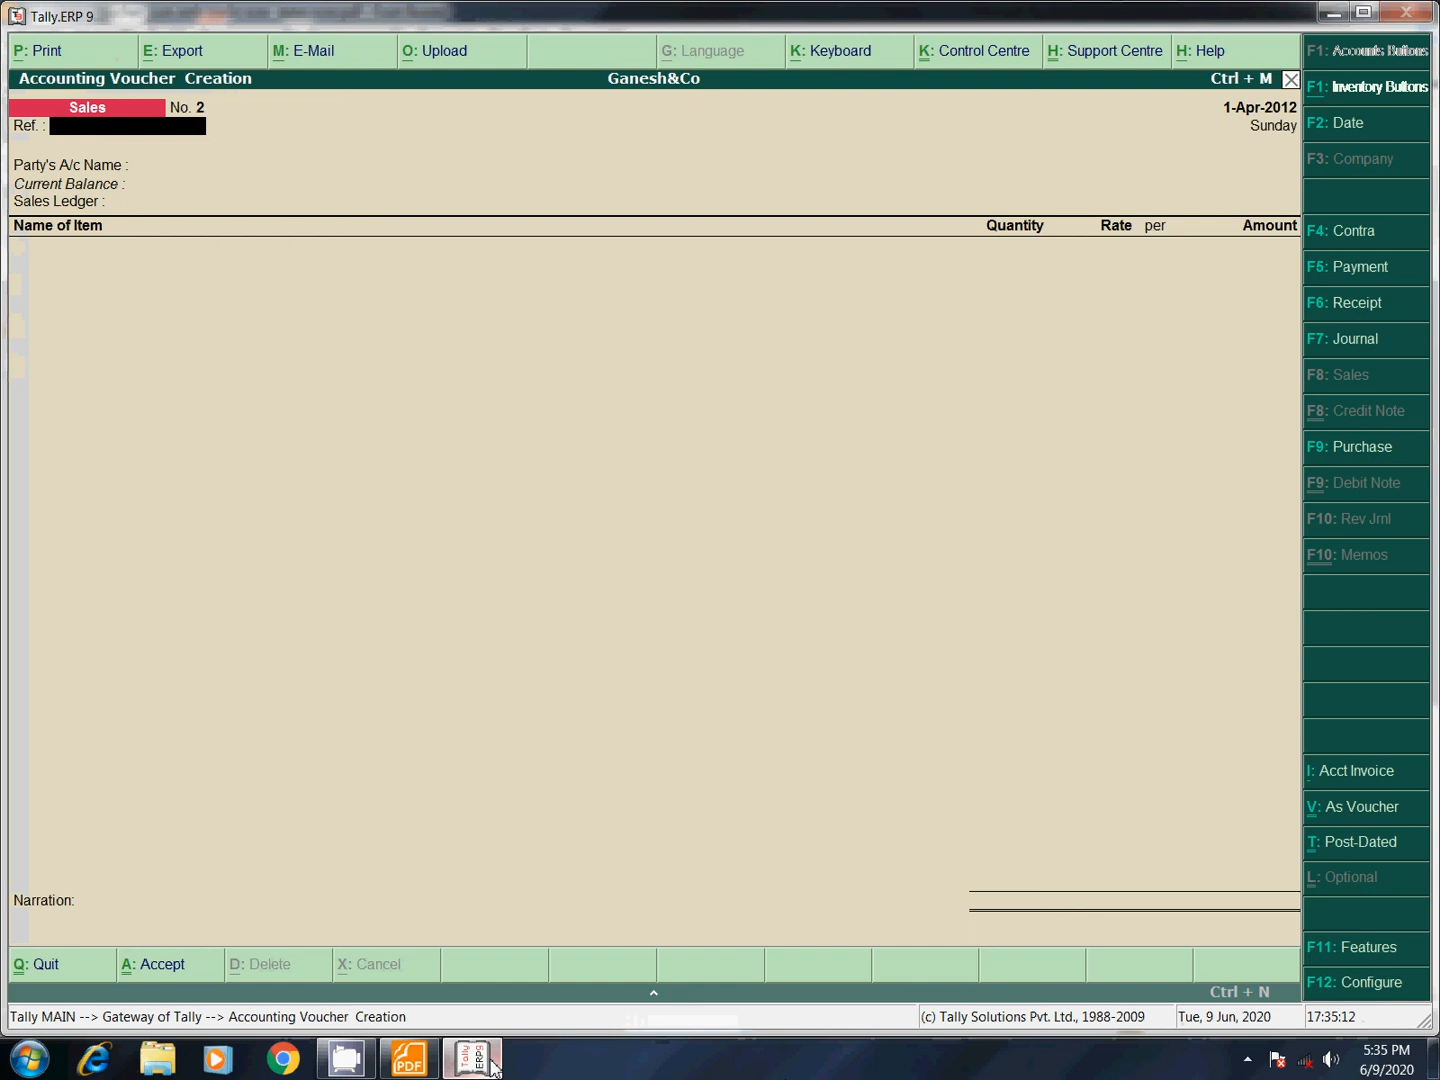 Tally.ERP 9
P: Print
E: Export
M: E-Mail
O: Upload
G: Language
K: Keyboard
K: Control Centre
H: Support Centre
H: Help
Accounting Voucher Creation
Ganesh&Co
Ctrl + M
Sales
No. 2
1-Apr-2012
Ref. :
Sunday
Party's A/c Name :
Current Balance :
Sales Ledger :
Name of Item
Quantity
Rate per
Amount
F1: Accounts Buttons
F1: Inventory Buttons
F2: Date
F3: Company
F4: Contra
F5: Payment
F6: Receipt
F7: Journal
F8: Sales
F8: Credit Note
F9: Purchase
F9: Debit Note
F10: Rev Jrnl
F10: Memos
I: Acct Invoice
V: As Voucher
T: Post-Dated
L: Optional
F11: Features
F12: Configure
Narration:
Q: Quit
A: Accept
D: Delete
X: Cancel
Ctrl + N
Tally MAIN --> Gateway of Tally --> Accounting Voucher Creation
(c) Tally Solutions Pvt. Ltd., 1988-2009
Tue, 9 Jun, 2020
17:35:12
PDF
Tally
ERP9
5:35 PM
6/9/2020